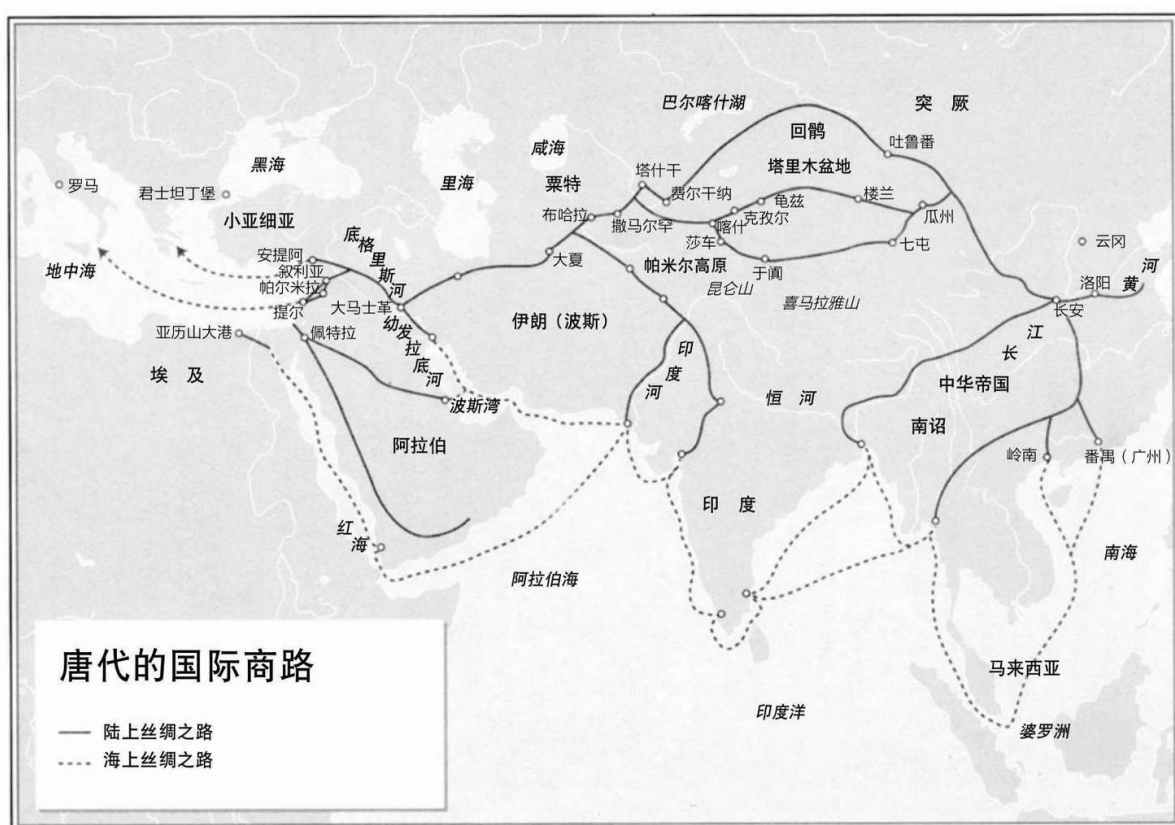 巴尔喀什湖
突厥
回鹘
咸海
吐鲁番
黑海
塔什干
塔里木盆地
里海
粟特
罗马
君士坦丁堡
费尔干纳
龟兹
楼兰
克孜尔
小亚细亚
布哈拉
撒马尔罕
喀什
瓜州
底格里斯河
莎车
七屯
云冈
安提阿
大夏
帕米尔高原
于阗
地中海
叙利亚
帕尔米拉
昆仑山
喜马拉雅山
洛阳
黄河
大马士革
提尔
长安
亚历山大港
佩特拉
幼发拉底河
伊朗（波斯）
长江
埃及
印度河
恒河
中华帝国
波斯湾
南诏
阿拉伯
岭南
番禺（广州）
印度
红海
阿拉伯海
南海
唐代的国际商路
马来西亚
印度洋
婆罗洲
陆上丝绸之路
海上丝绸之路